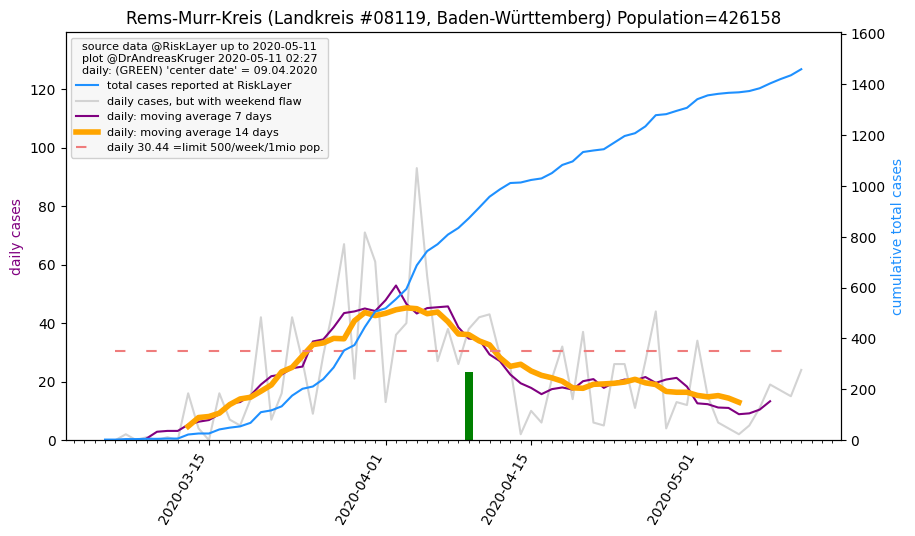 Rems-Murr-Kreis (Landkreis #08119, Baden-Württemberg) Population=426158
source data @RiskLayer up to 2020-05-11
plot @DrAndreasKruger 2020-05-11 02:27
daily: (GREEN) 'center date' = 09.04.2020
total cases reported at RiskLayer
daily cases, but with weekend flaw
daily: moving average 7 days
daily: moving average 14 days
daily 30.44 =limit 500/week/1mio pop.
daily cases
0
20
40
60
80
100
120
cumulative total cases
0
200
400
600
800
1000
1200
1400
1600
2020-03-15
2020-04-01
2020-04-15
2020-05-01